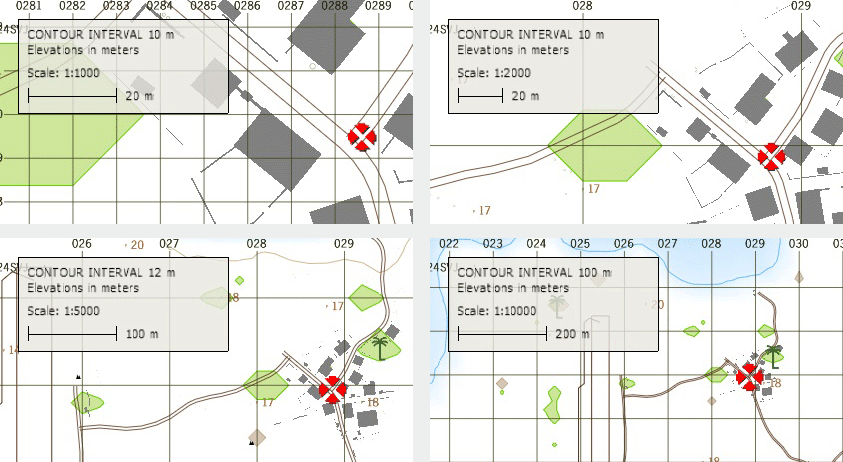 0281 0282 0283 0284 0285 0286 0287 0288 0289
CONTOUR INTERVAL 10 m
Elevations in meters
Scale: 1:1000
20 m
028 029
CONTOUR INTERVAL 10 m
Elevations in meters
Scale: 1:2000
20 m
17
17
026 027 028 029
20
CONTOUR INTERVAL 12 m
Elevations in meters
Scale: 1:5000
100 m
18
17
14
17
18
022 023 024 025 026 027 028 029 030
CONTOUR INTERVAL 100 m
Elevations in meters
Scale: 1:10000
200 m
20
18
18